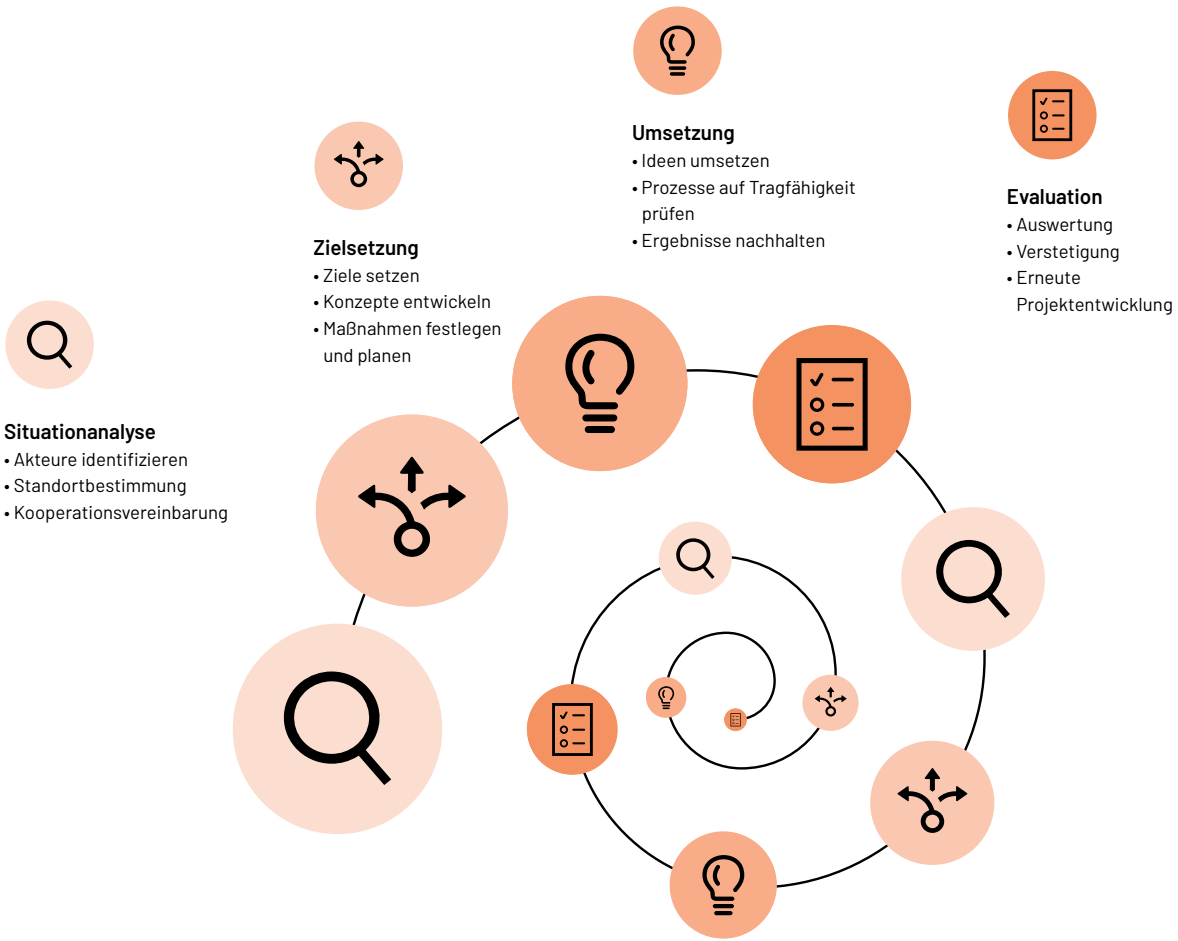 Situationanalyse
• Akteure identifizieren
• Standortbestimmung
• Kooperationsvereinbarung
Zielsetzung
• Ziele setzen
• Konzepte entwickeln
• Maßnahmen festlegen
und planen
Umsetzung
• Ideen umsetzen
• Prozesse auf Tragfähigkeit
prüfen
• Ergebnisse nachhalten
Evaluation
• Auswertung
• Verstetigung
• Erneute
Projektentwicklung